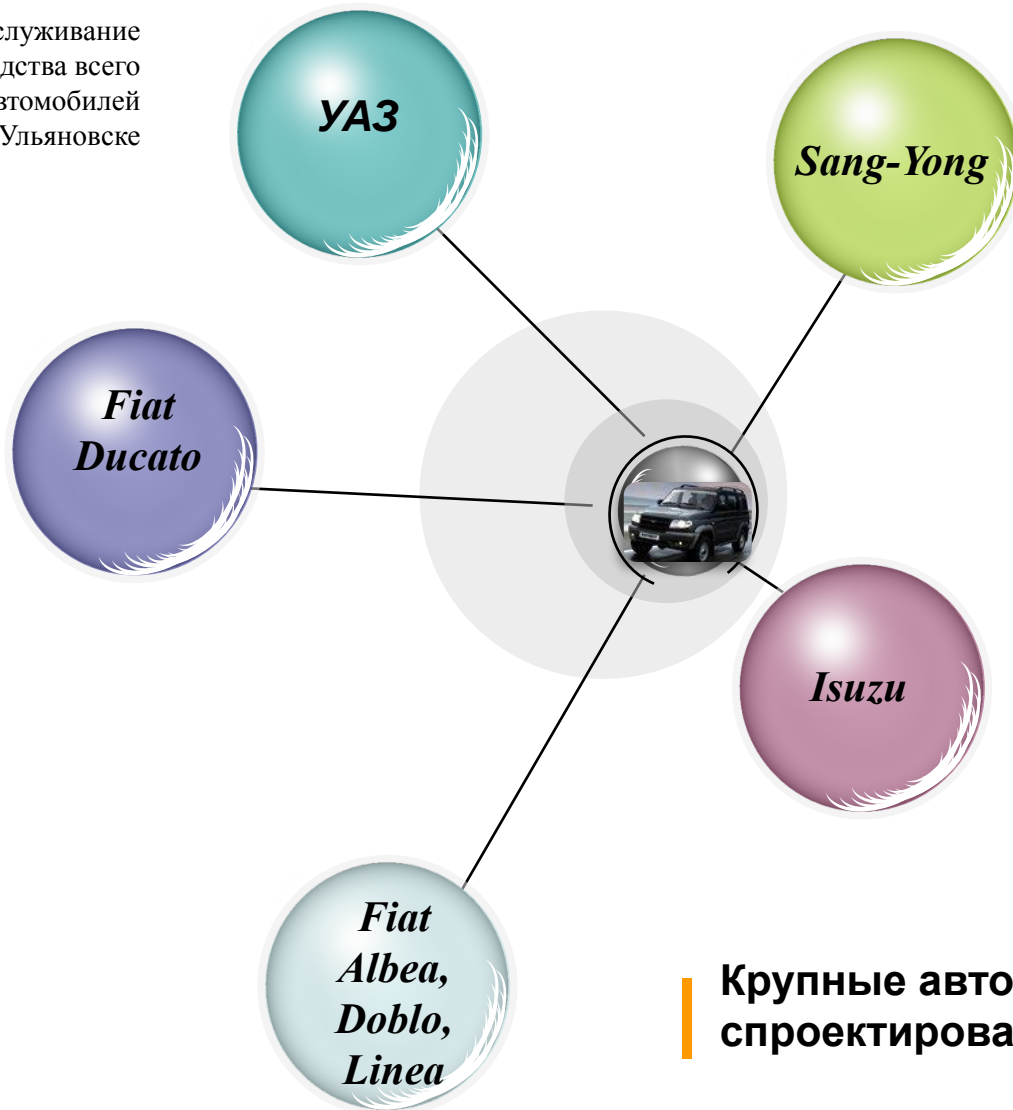 служивание
дства всего
втомобилей
Ульяновске
УАЗ
Sang-Yong
Fiat
Ducato
Isuzu
Fiat
Albea,
Doblo,
Linea
Крупные авто
спроектирова